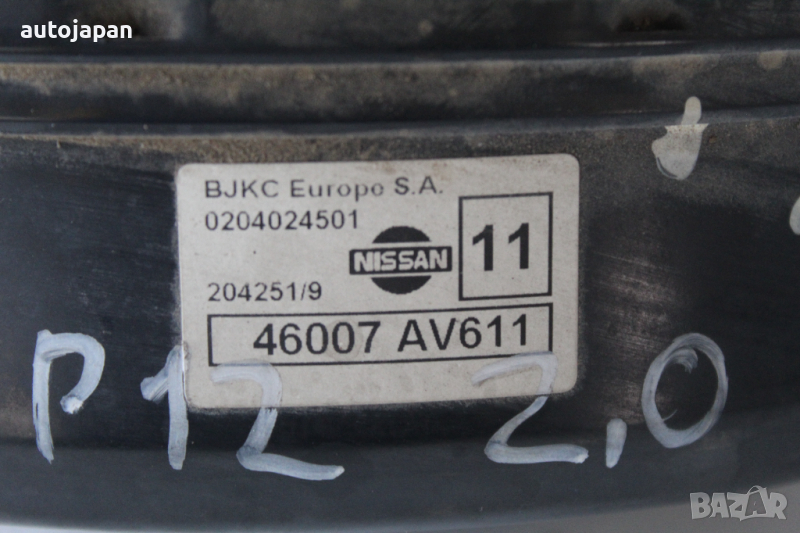 autojapan
BJKC Europe S.A.
0204024501
NISSAN
11
204251/9
46007 AV611
P12 2,0
BAZAR